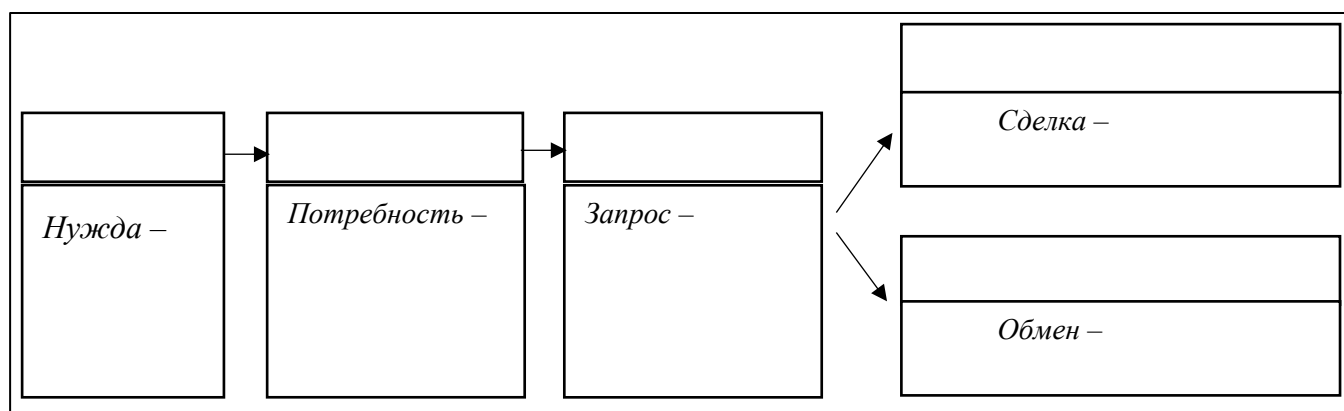 Нужда –
Потребность –
Запрос –
Сделка –
Обмен –